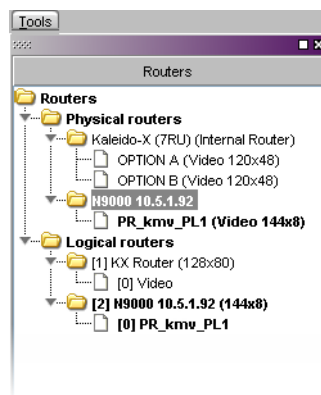 Tools
Routers
Routers
Physical routers
Kaleido-X (7RU) (Internal Router)
OPTION A (Video 120x48)
OPTION B (Video 120x48)
N9000 10.5.1.92
PR_kmv_PL1 (Video 144x8)
Logical routers
[1] KX Router (128x80)
[0] Video
[2] N9000 10.5.1.92 (144x8)
[0] PR_kmv_PL1